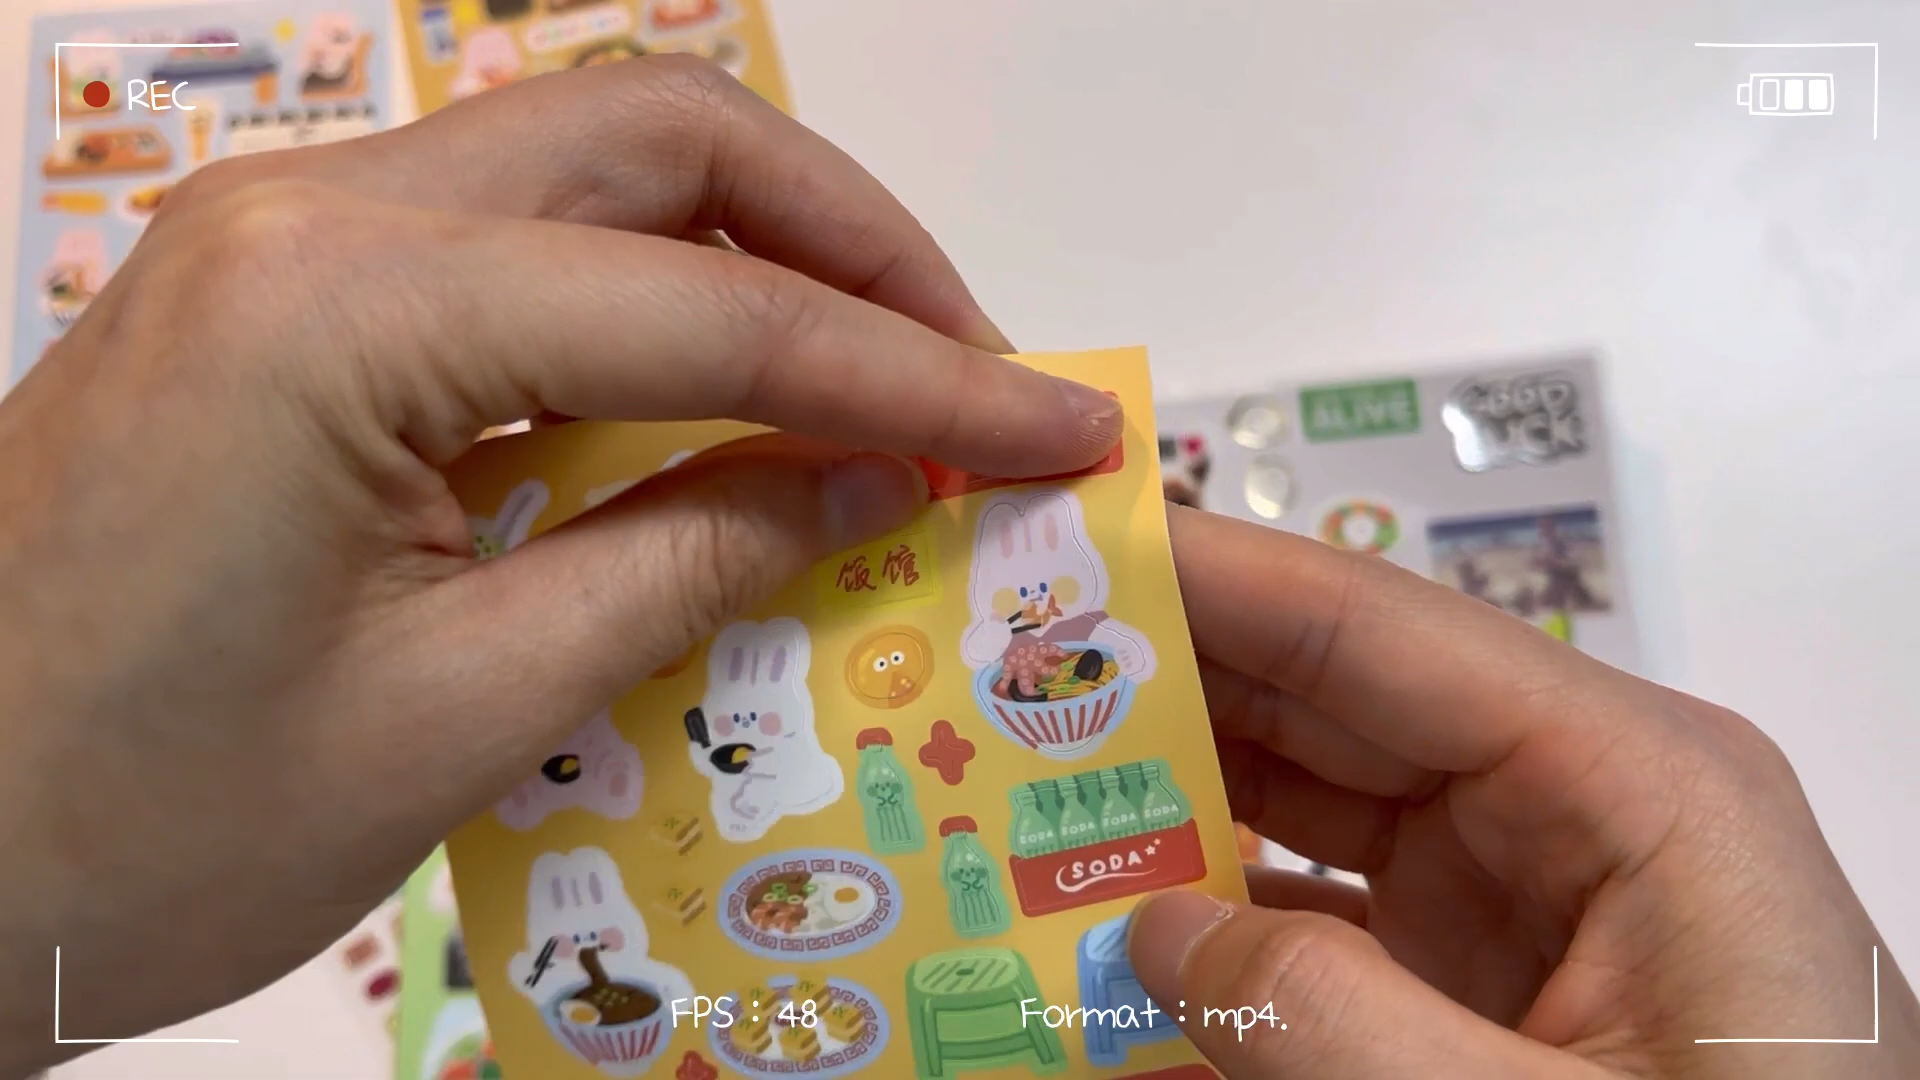 REC
ALIVE
GOOD
LUCK
饭馆
SODA SODA SODA SODA
SODA
FPS : 48
Format : mp4.